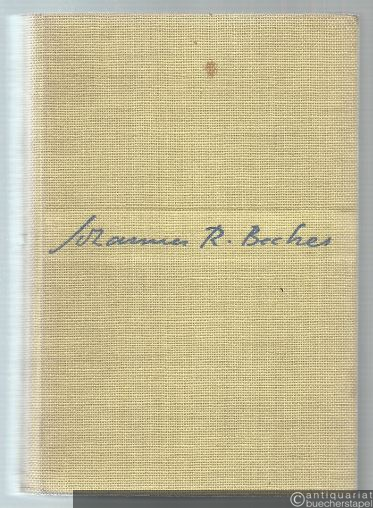 Johannes R. Becher
© antiquariat
buecherstapel